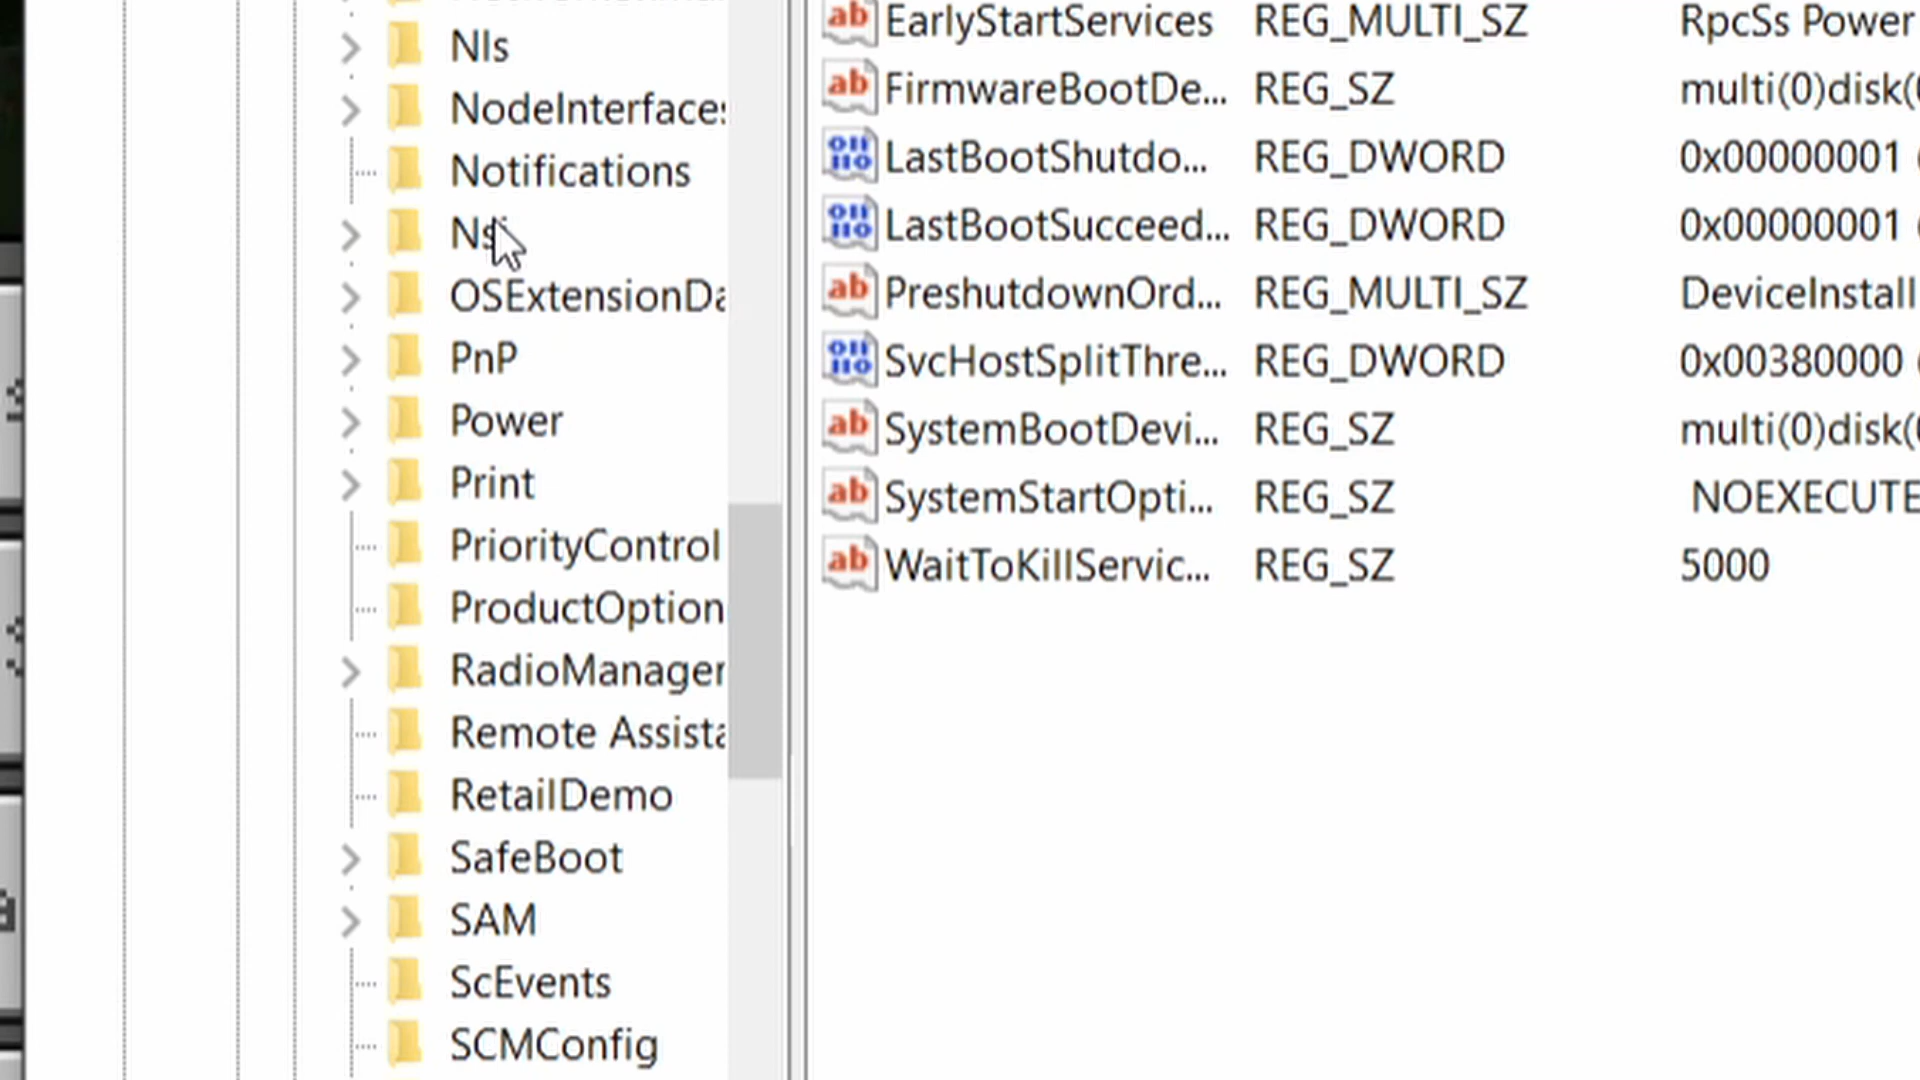 Nls
NodeInterfaces
Notifications
OSExtensionDa
PnP
Power
Print
PriorityControl
ProductOption
RadioManager
Remote Assista
RetailDemo
SafeBoot
SAM
ScEvents
SCMConfig
EarlyStartServices REG_MULTI_SZ RpcSs Power
FirmwareBootDe... REG_SZ multi(0)disk(
LastBootShutdo... REG_DWORD 0x00000001 (
LastBootSucceed... REG_DWORD 0x00000001 (
PreshutdownOrd... REG_MULTI_SZ DeviceInstall
SvcHostSplitThre... REG_DWORD 0x00380000 (
SystemBootDevi... REG_SZ multi(0)disk(
SystemStartOpti... REG_SZ NOEXECUTE
WaitToKillServic... REG_SZ 5000